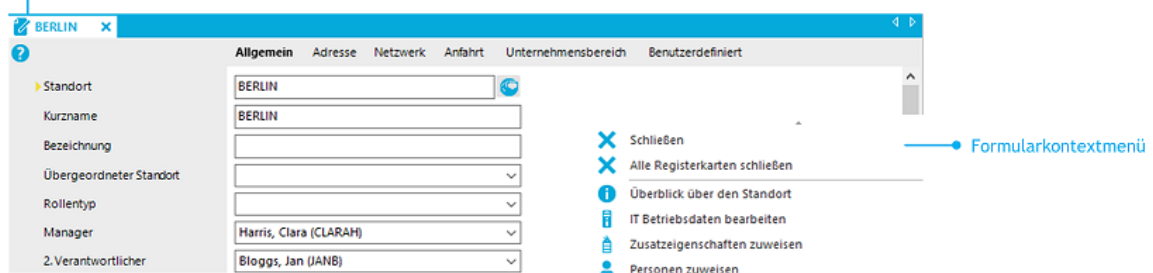 BERLIN
Allgemein Adresse Netzwerk Anfahrt Unternehmensbereich Benutzerdefiniert
Standort BERLIN
Kurzname BERLIN
Bezeichnung
Übergeordneter Standort
Rollentyp
Manager Harris, Clara (CLARAH)
2. Verantwortlicher Bloggs, Jan (JANB)
Schließen
Alle Registerkarten schließen
Überblick über den Standort
IT Betriebsdaten bearbeiten
Zusatzeigenschaften zuweisen
Personen zuweisen
Formularkontextmenü